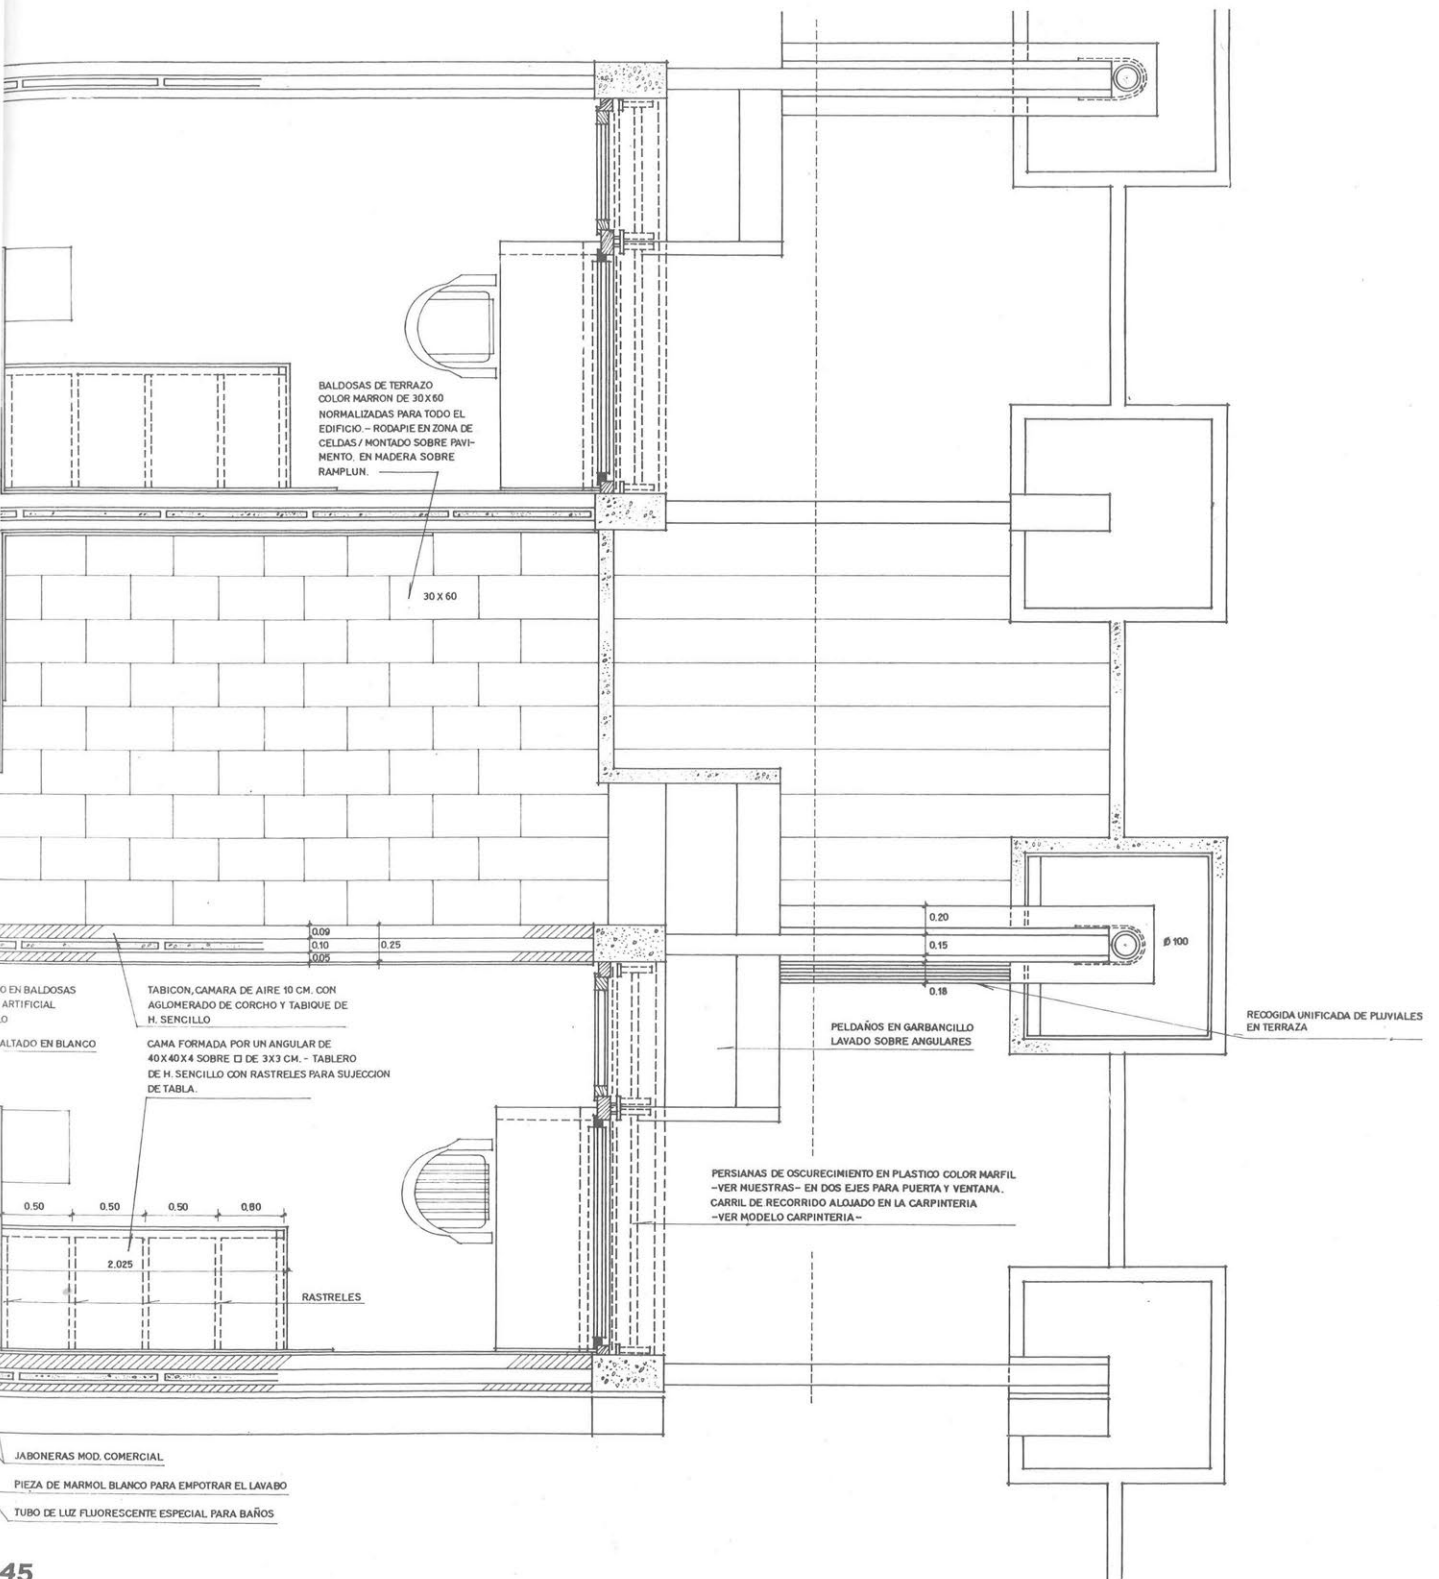 BALDOSAS DE TERRAZO
COLOR MARRON DE 30X60
NORMALIZADAS PARA TODO EL
EDIFICIO.- RODAPIE EN ZONA DE
CELDAS / MONTADO SOBRE PAVI-
MENTO, EN MADERA SOBRE
RAMPLUN.
30 X 60
0.09
0.10
0.05
0.25
0.20
0.15
0.18
Ø 100
O EN BALDOSAS
ARTIFICIAL
LO
ALTADO EN BLANCO
TABICON, CAMARA DE AIRE 10 CM. CON
AGLOMERADO DE CORCHO Y TABIQUE DE
H. SENCILLO
CAMA FORMADA POR UN ANGULAR DE
40X40X4 SOBRE □ DE 3X3 CM. - TABLERO
DE H. SENCILLO CON RASTRELES PARA SUJECCION
DE TABLA.
PELDAÑOS EN GARBANCILLO
LAVADO SOBRE ANGULARES
RECOGIDA UNIFICADA DE PLUVIALES
EN TERRAZA
PERSIANAS DE OSCURECIMIENTO EN PLASTICO COLOR MARFIL
-VER MUESTRAS- EN DOS EJES PARA PUERTA Y VENTANA.
CARRIL DE RECORRIDO ALOJADO EN LA CARPINTERIA
-VER MODELO CARPINTERIA-
0.50 0.50 0.50 0,80
2.025
RASTRELES
JABONERAS MOD. COMERCIAL
PIEZA DE MARMOL BLANCO PARA EMPOTRAR EL LAVABO
TUBO DE LUZ FLUORESCENTE ESPECIAL PARA BAÑOS
45